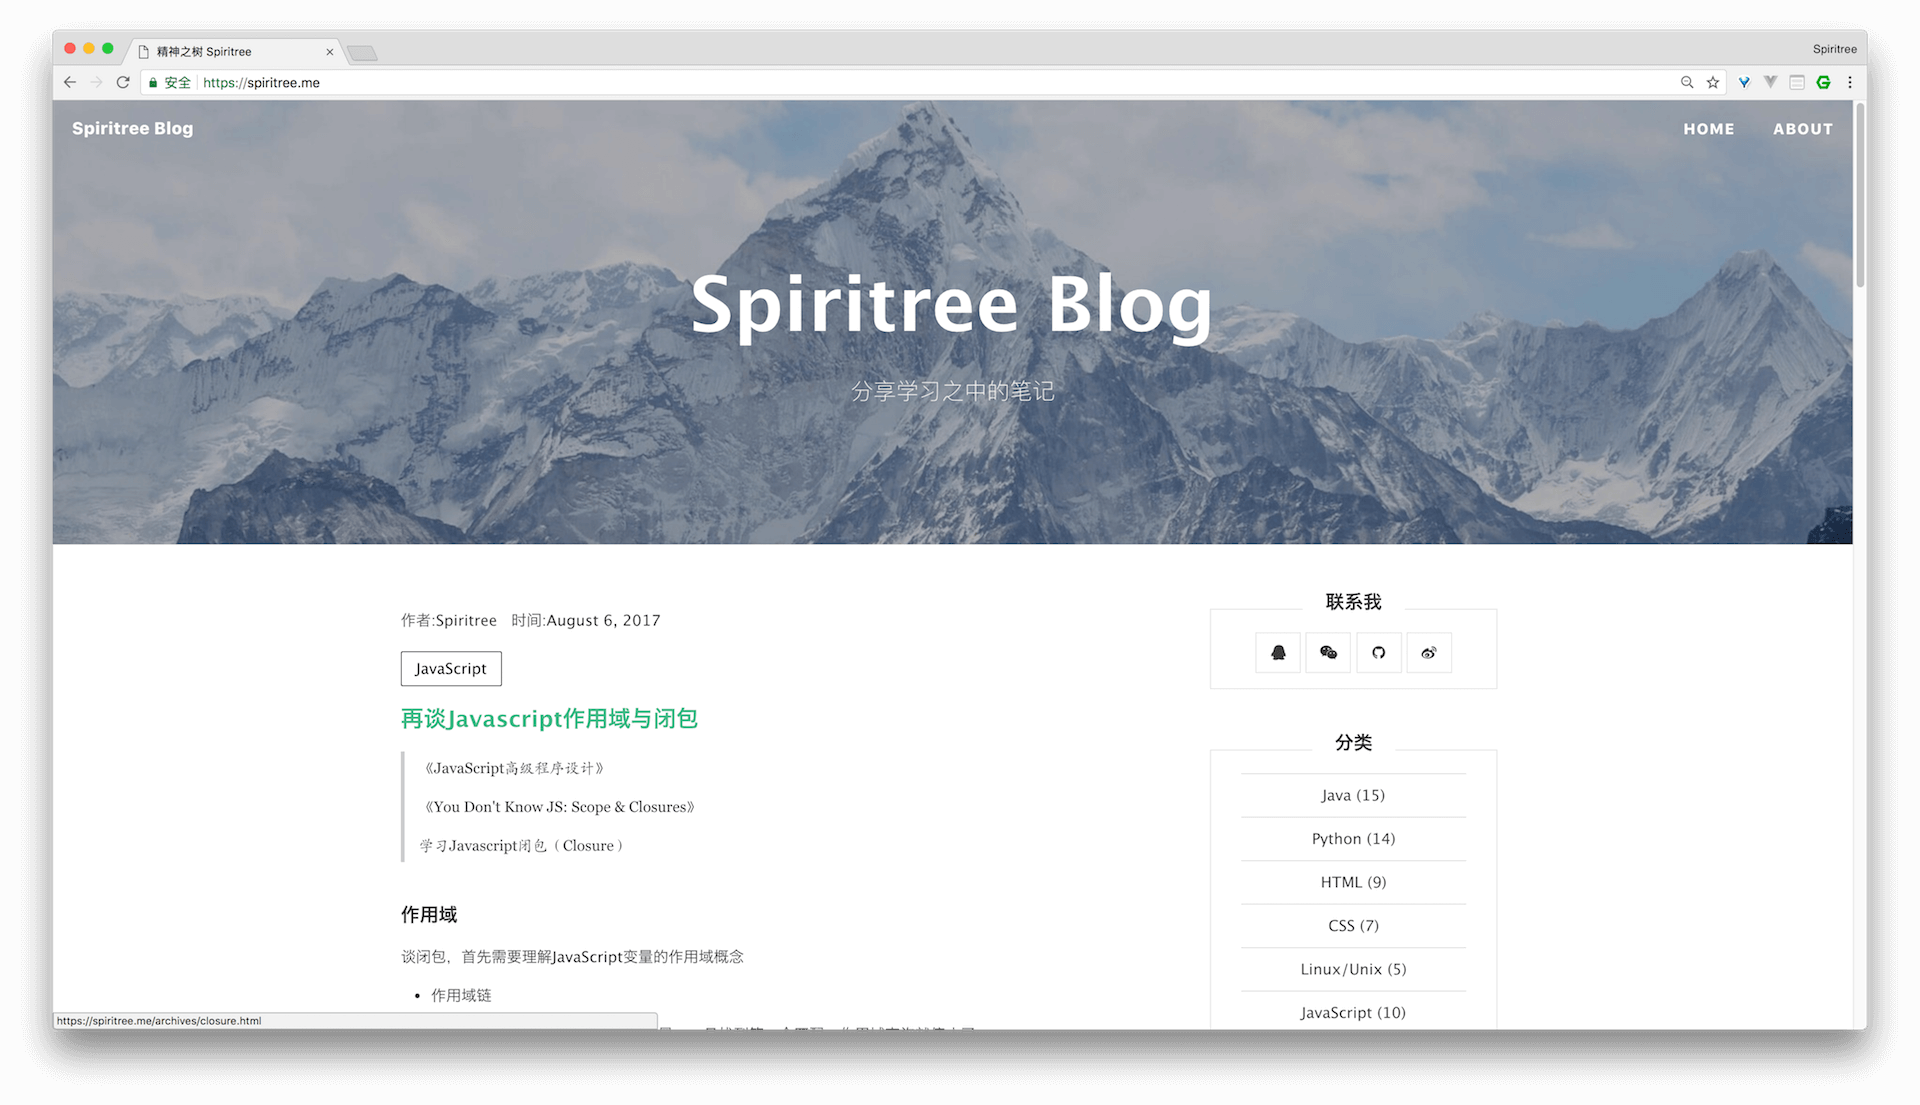 精神之树 Spiritree
Spiritree
安全 https://spiritree.me
Spiritree Blog
HOME ABOUT
Spiritree Blog
分享学习之中的笔记
作者:Spiritree 时间:August 6, 2017
JavaScript
再谈Javascript作用域与闭包
《JavaScript高级程序设计》
《You Don't Know JS: Scope & Closures》
学习Javascript闭包（Closure）
作用域
谈闭包，首先需要理解JavaScript变量的作用域概念
作用域链
联系我
分类
Java (15)
Python (14)
HTML (9)
CSS (7)
Linux/Unix (5)
JavaScript (10)
https://spiritree.me/archives/closure.html